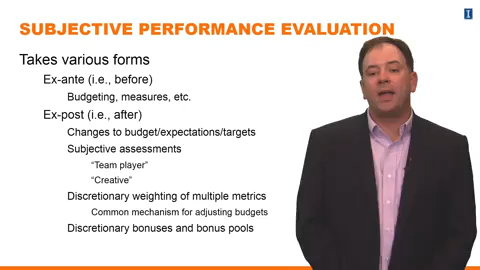 I
SUBJECTIVE PERFORMANCE EVALUATION
Takes various forms
Ex-ante (i.e., before)
Budgeting, measures, etc.
Ex-post (i.e., after)
Changes to budget/expectations/targets
Subjective assessments
“Team player”
“Creative”
Discretionary weighting of multiple metrics
Common mechanism for adjusting budgets
Discretionary bonuses and bonus pools